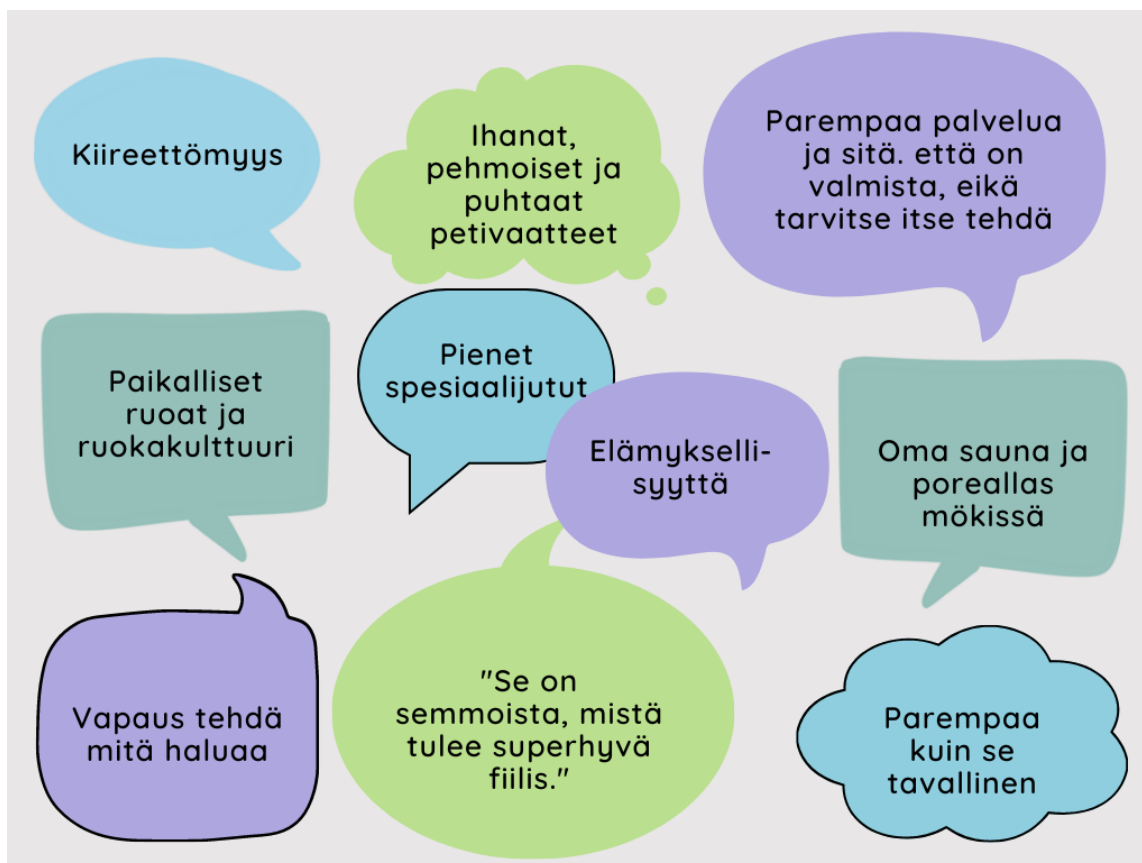 Kiireettömyys
Ihanat,
pehmoiset ja
puhtaat
petivaatteet
Parempaa palvelua
ja sitä. että on
valmista, eikä
tarvitse itse tehdä
Paikalliset
ruoat ja
ruokakulttuuri
Pienet
spesiaalijutut
Elämykselli-
syyttä
Oma sauna ja
poreallas
mökissä
Vapaus tehdä
mitä haluaa
"Se on
semmoista, mistä
tulee superhyvä
fiilis."
Parempaa
kuin se
tavallinen